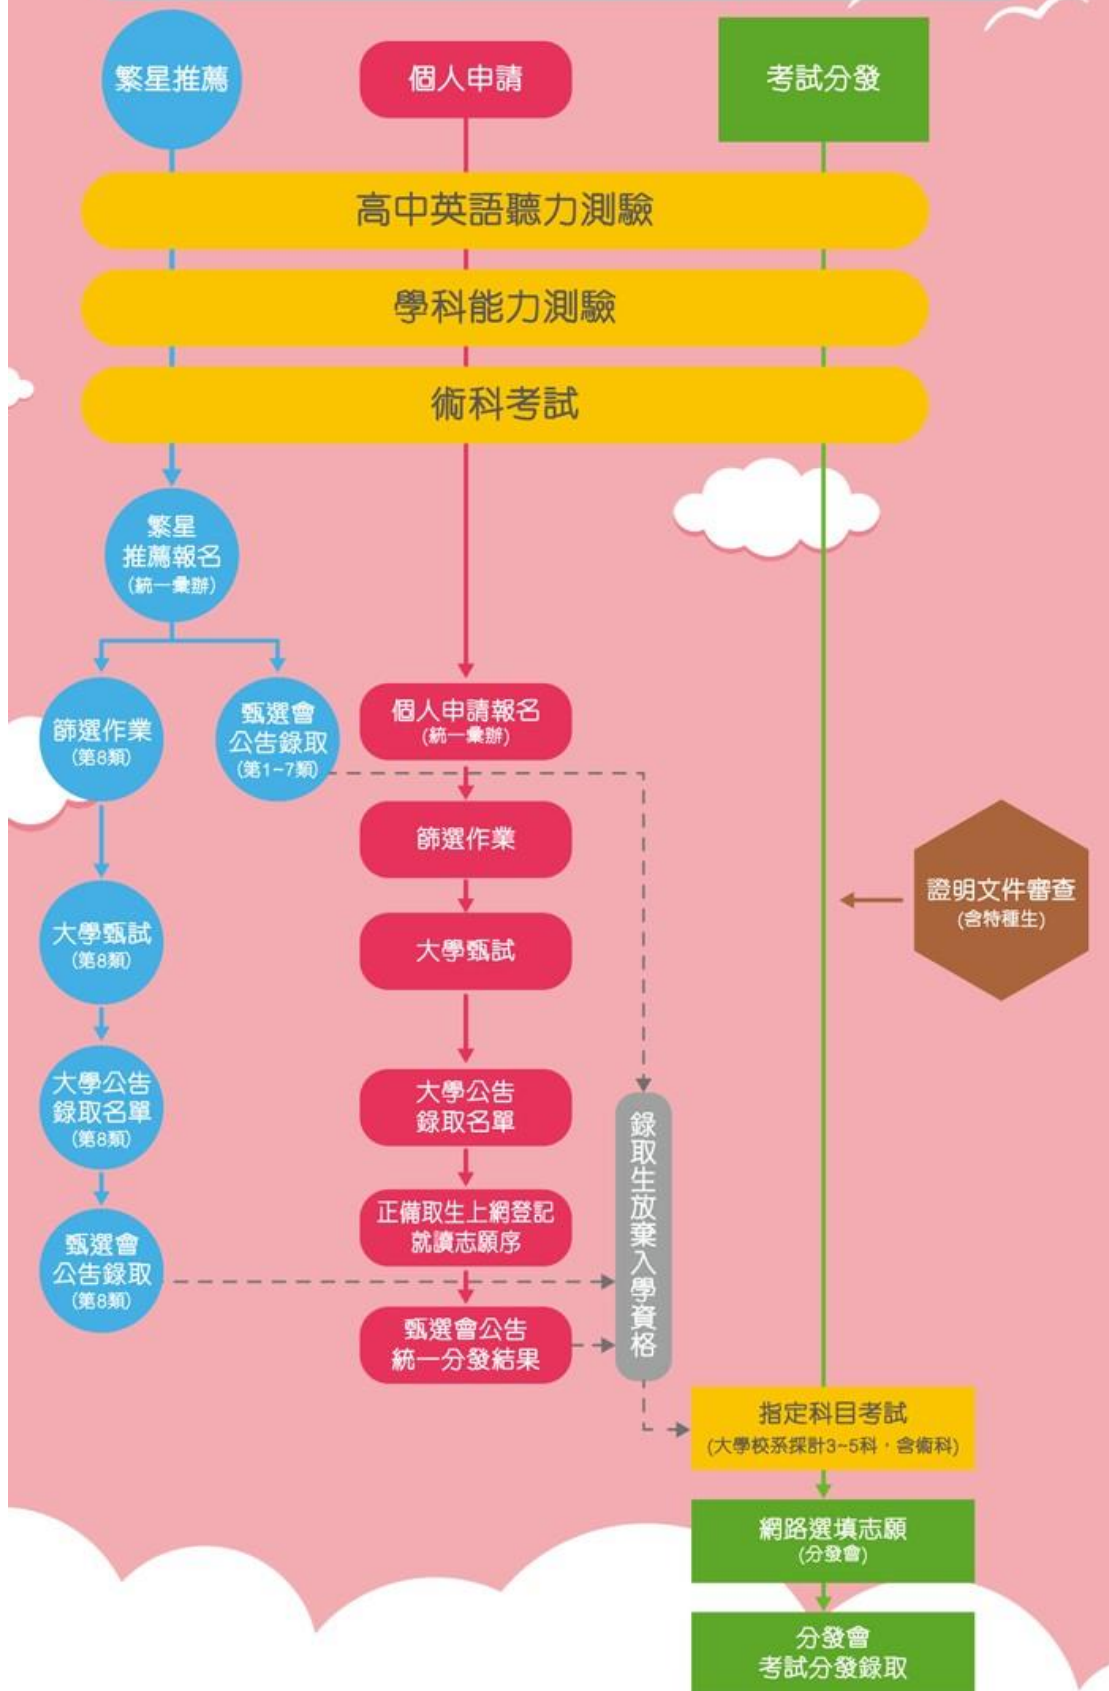 繁星推薦
個人申請
考試分發
高中英語聽力測驗
學科能力測驗
術科考試
繁星
推薦報名
(統一彙辦)
篩選作業
(第8類)
甄選會
公告錄取
(第1~7類)
個人申請報名
(統一彙辦)
篩選作業
證明文件審查
(含特種生)
大學甄試
(第8類)
大學甄試
大學公告
錄取名單
(第8類)
大學公告
錄取名單
錄取生放棄入學資格
正備取生上網登記
就讀志願序
甄選會
公告錄取
(第8類)
甄選會公告
統一分發結果
指定科目考試
(大學校系採計3~5科，含術科)
網路選填志願
(分發會)
分發會
考試分發錄取